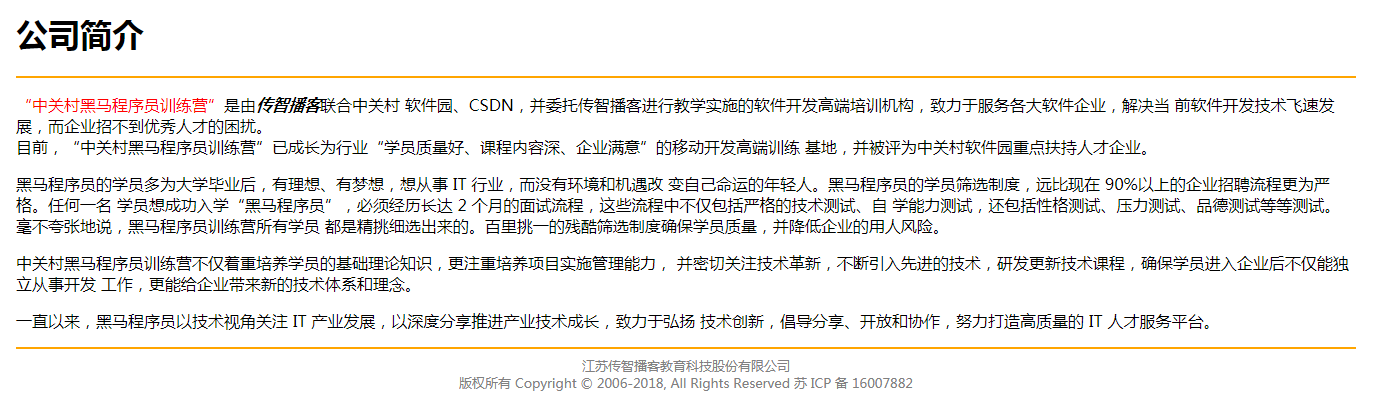 公司简介
“中关村黑马程序员训练营”是由传智播客联合中关村 软件园、CSDN，并委托传智播客进行教学实施的软件开发高端培训机构，致力于服务各大软件企业，解决当 前软件开发技术飞速发
展，而企业招不到优秀人才的困扰。
目前，“中关村黑马程序员训练营”已成长为行业“学员质量好、课程内容深、企业满意”的移动开发高端训练 基地，并被评为中关村软件园重点扶持人才企业。
黑马程序员的学员多为大学毕业后，有理想、有梦想，想从事 IT 行业，而没有环境和机遇改 变自己命运的年轻人。黑马程序员的学员筛选制度，远比现在 90%以上的企业招聘流程更为严
格。任何一名 学员想成功入学“黑马程序员”，必须经历长达 2 个月的面试流程，这些流程中不仅包括严格的技术测试、自 学能力测试，还包括性格测试、压力测试、品德测试等等测试。
毫不夸张地说，黑马程序员训练营所有学员 都是精挑细选出来的。百里挑一的残酷筛选制度确保学员质量，并降低企业的用人风险。
中关村黑马程序员训练营不仅着重培养学员的基础理论知识，更注重培养项目实施管理能力， 并密切关注技术革新，不断引入先进的技术，研发更新技术课程，确保学员进入企业后不仅能独
立从事开发 工作，更能给企业带来新的技术体系和理念。
一直以来，黑马程序员以技术视角关注 IT 产业发展，以深度分享推进产业技术成长，致力于弘扬 技术创新，倡导分享、开放和协作，努力打造高质量的 IT 人才服务平台。
江苏传智播客教育科技股份有限公司
版权所有 Copyright © 2006-2018, All Rights Reserved 苏 ICP 备 16007882